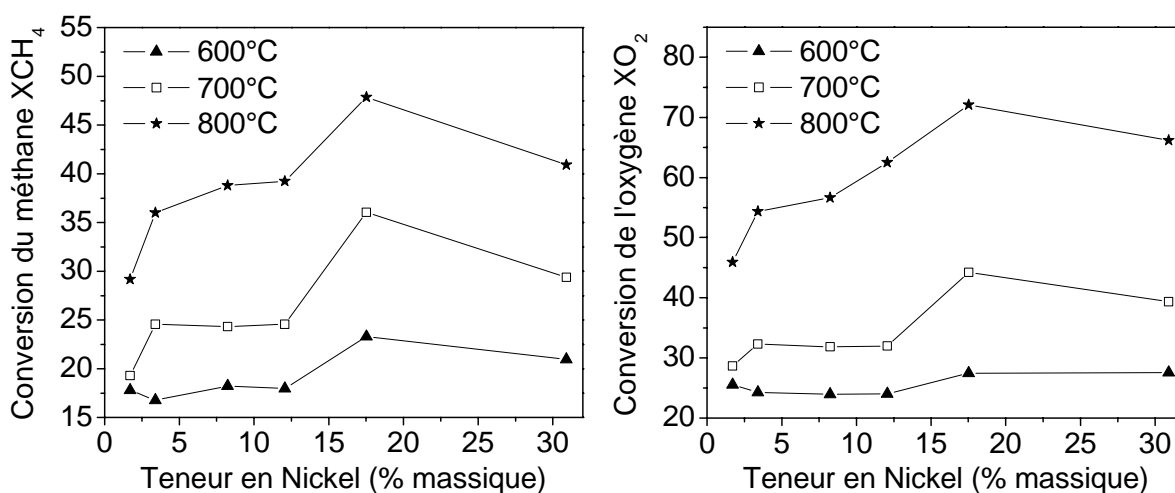 Conversion du méthane XCH4
55
50
45
40
35
30
25
20
15
600°C
700°C
800°C
0 5 10 15 20 25 30
Teneur en Nickel (% massique)
Conversion de l'oxygène XO2
80
70
60
50
40
30
20
600°C
700°C
800°C
0 5 10 15 20 25 30
Teneur en Nickel (% massique)